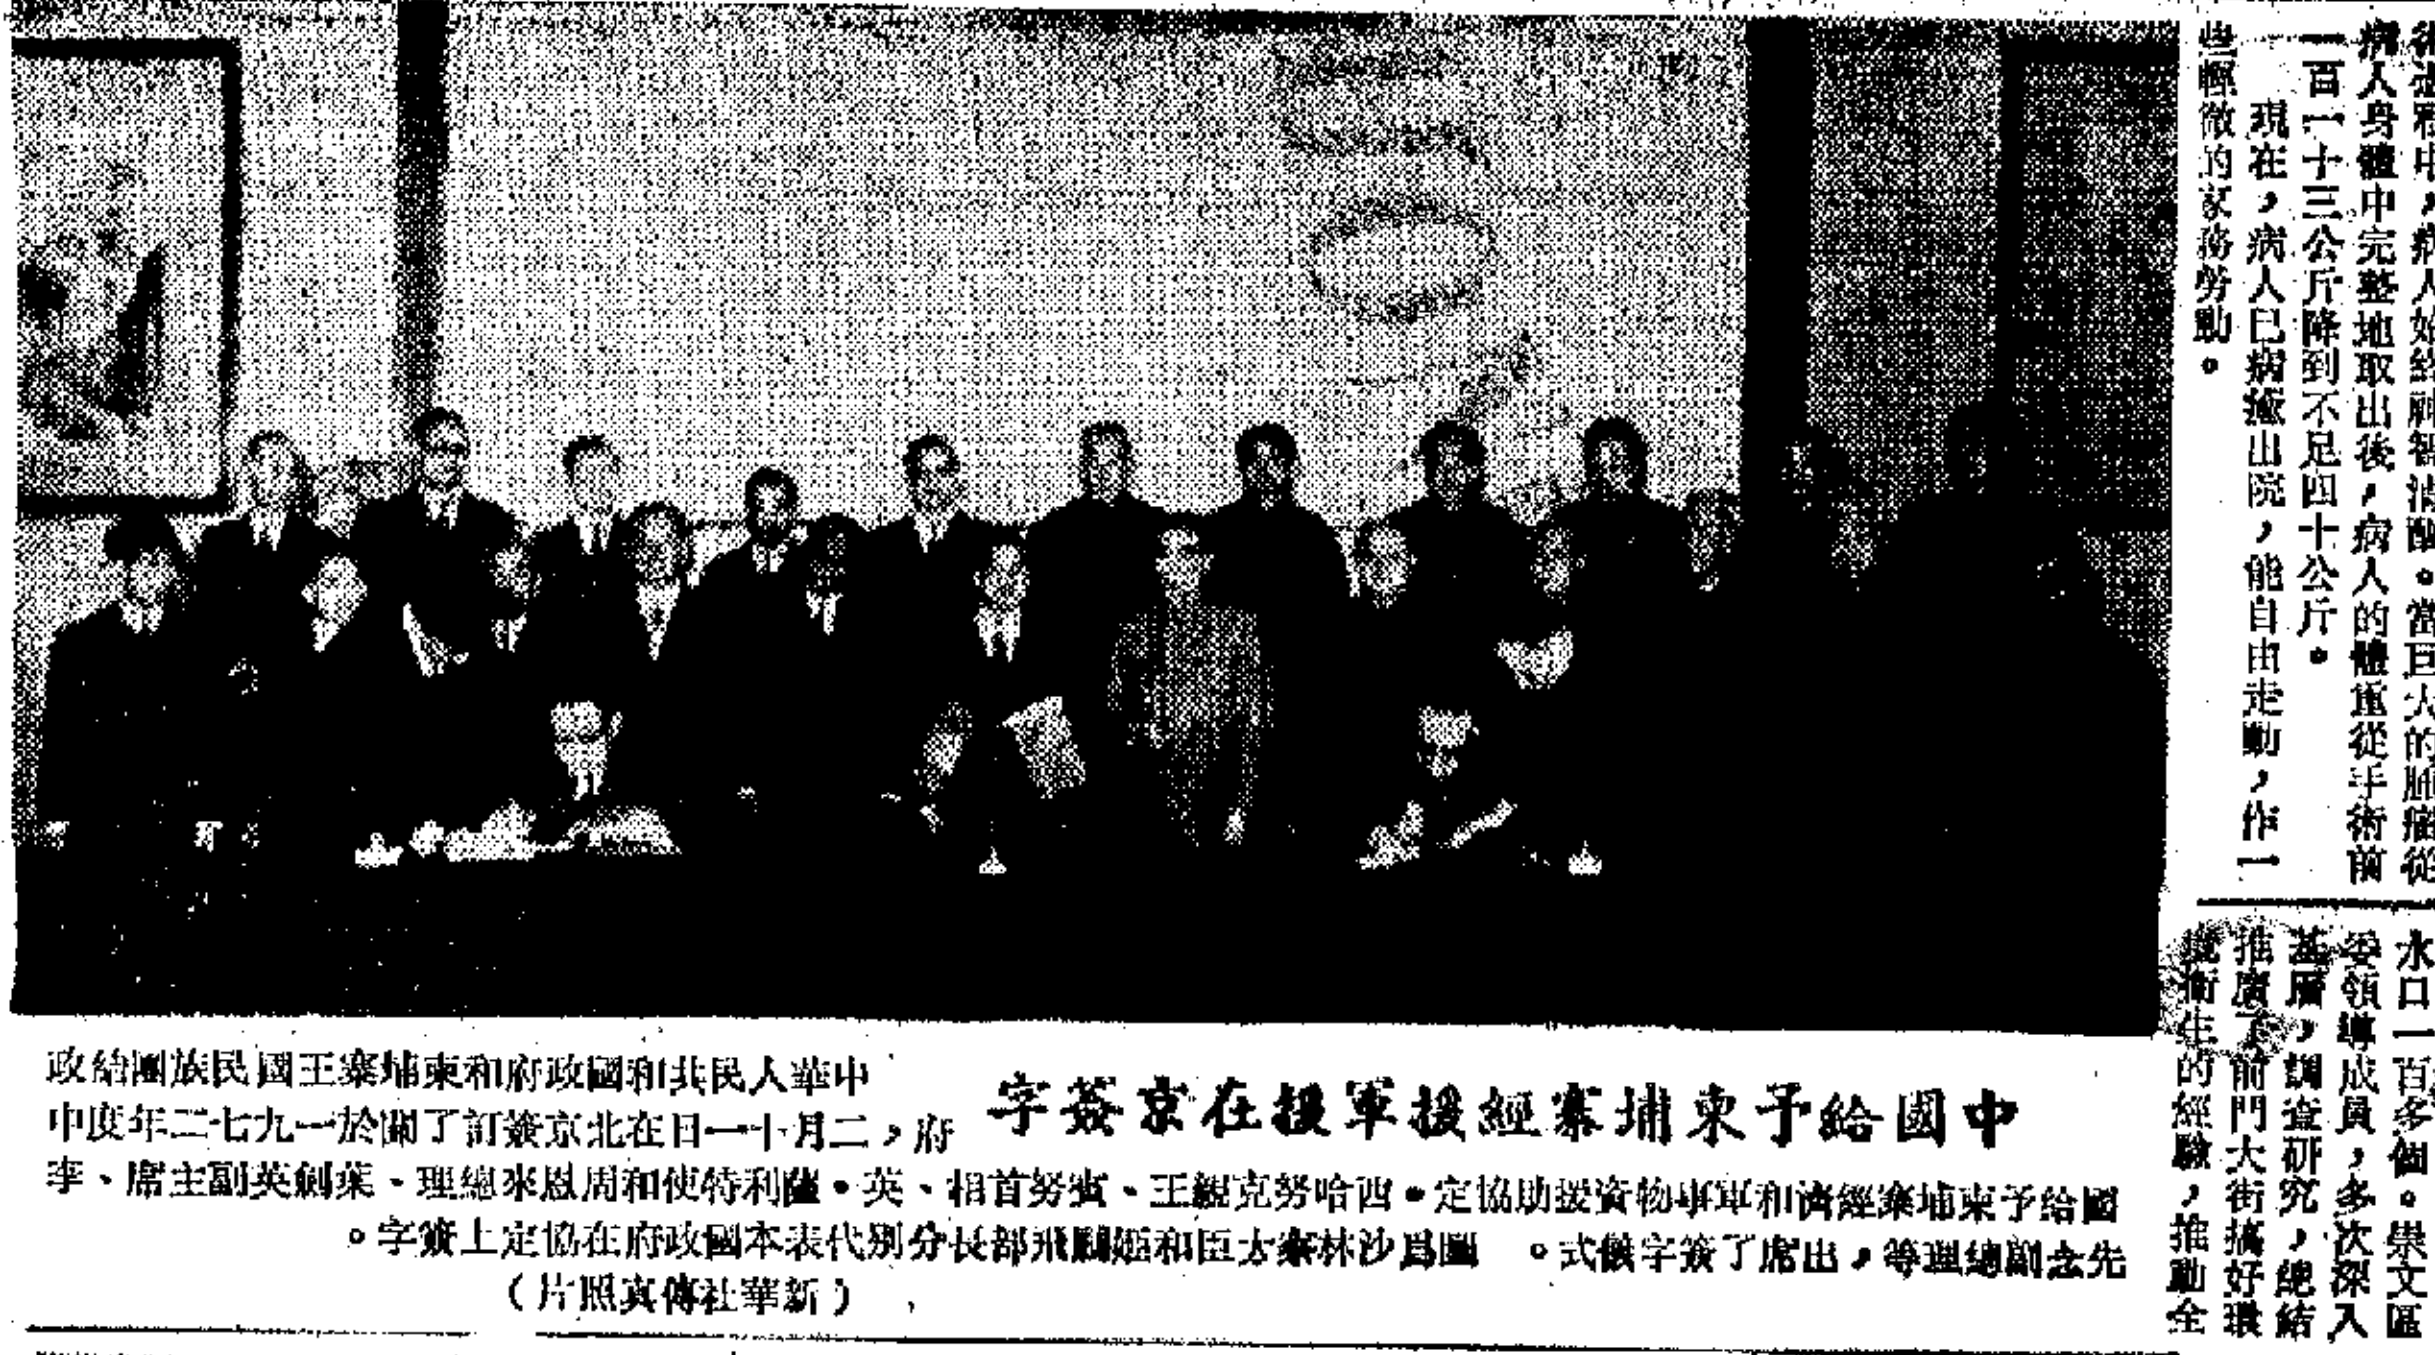 中，病人始終神智清醒。當巨大的腫瘤從
病人身體中完整地取出後，病人的體重從手術前
一百一十三公斤降到不足四十公斤。
現在，病人已病癒出院，能自由走動，作一
些輕微的家務勞動。
水口一百多個。崇文區
委領導成員，多次深入
基層，調查研究，總結
推廣了前門大街搞好環
境衛生的經驗，推動全
中國給予柬埔寨經援軍援在京簽字
中華人民共和國政府和柬埔寨王國民族團結政
府，二月十一日在北京簽訂了關於一九七二年度中
國給予柬埔寨經濟和軍事物資援助協定。西哈努克親王、賓努首相、英・薩利特使和周恩來總理、葉劍英副主席、李
先念副總理等，出席了簽字儀式。 圖爲沙林察大臣和姬鵬飛部長分別代表本國政府在協定上簽字。
（新華社傳真照片）